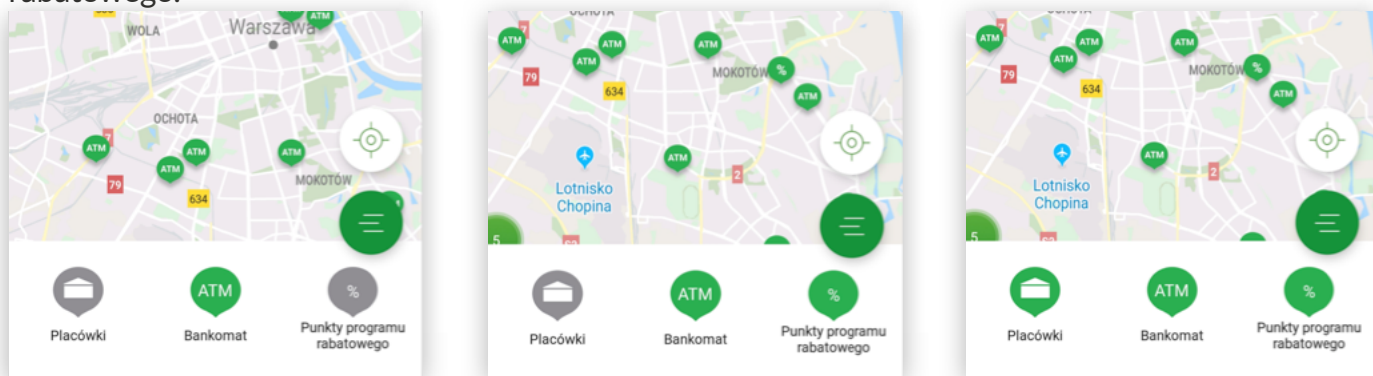 rabatowego.
WOLA
Warszawa
ATM
ATM
OCHOTA
7
ATM
ATM
ATM
ATM
79
634
MOKOTÓW
Placówki
ATM
Bankomat
%
Punkty programu
rabatowego
OCHOTA
ATM
7
ATM
ATM
ATM
79
634
MOKOTÓW
%
ATM
ATM
2
Lotnisko
Chopina
5
Placówki
ATM
Bankomat
%
Punkty programu
rabatowego
ATM
7
ATM
ATM
ATM
79
634
MOKOTÓW
%
ATM
ATM
2
Lotnisko
Chopina
5
Placówki
ATM
Bankomat
%
Punkty programu
rabatowego